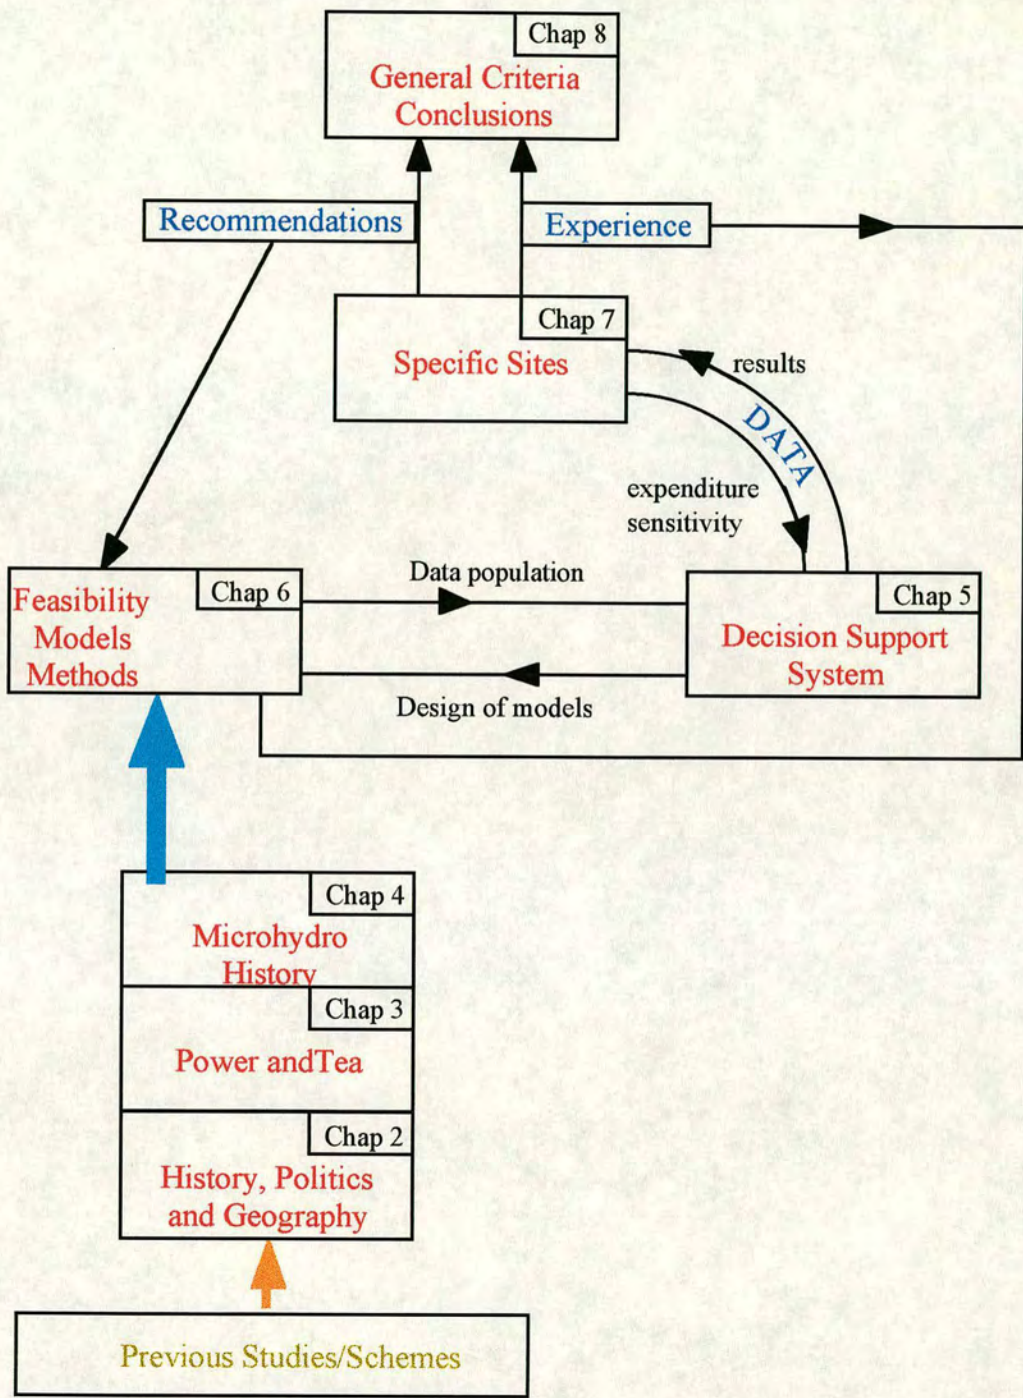 Chap 8
General Criteria
Conclusions
Recommendations
Experience
Chap 7
Specific Sites
results
DATA
expenditure
sensitivity
Chap 6
Feasibility
Models
Methods
Data population
Design of models
Chap 5
Decision Support
System
Chap 4
Microhydro
History
Chap 3
Power andTea
Chap 2
History, Politics
and Geography
Previous Studies/Schemes